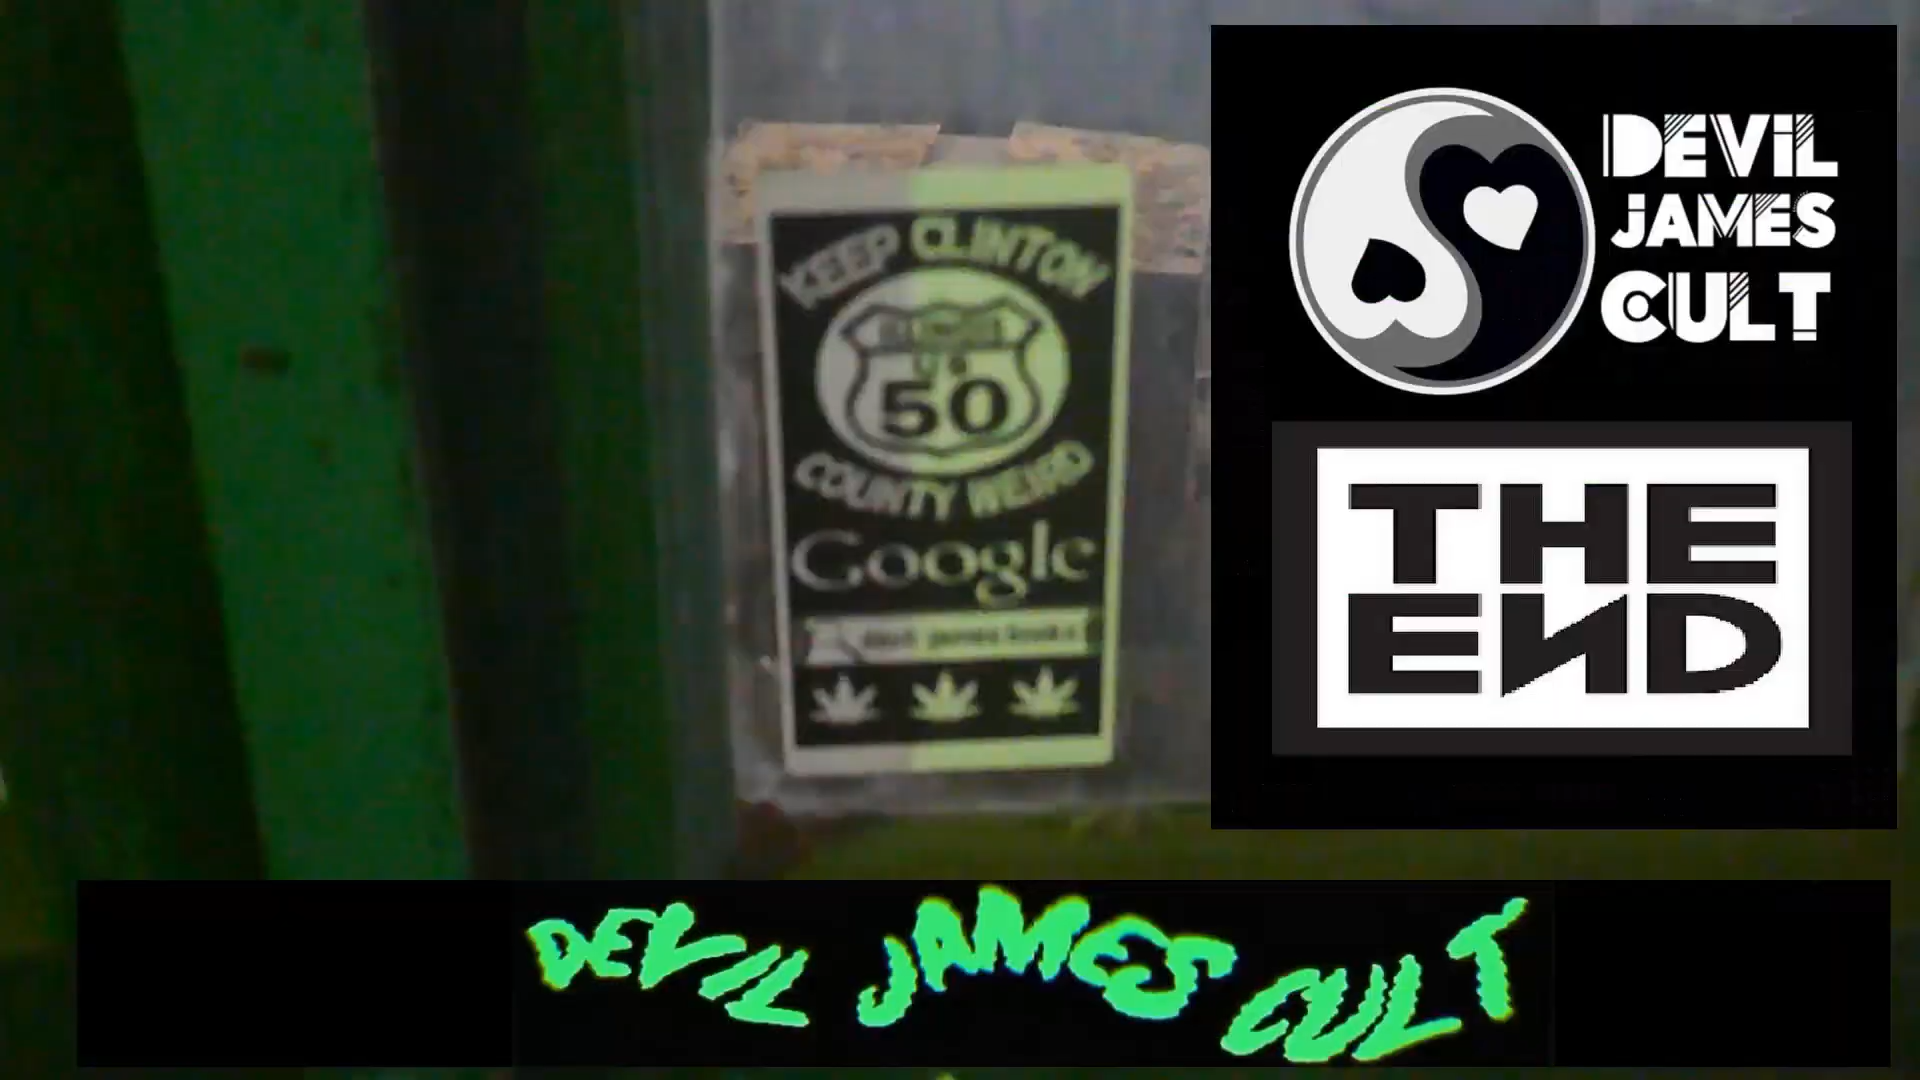 KEEP CLINTON
U S
50
COUNTY WEIRD
Google
DEViL
JAMES
CULT
THE
END
DEVIL JAMES CULT